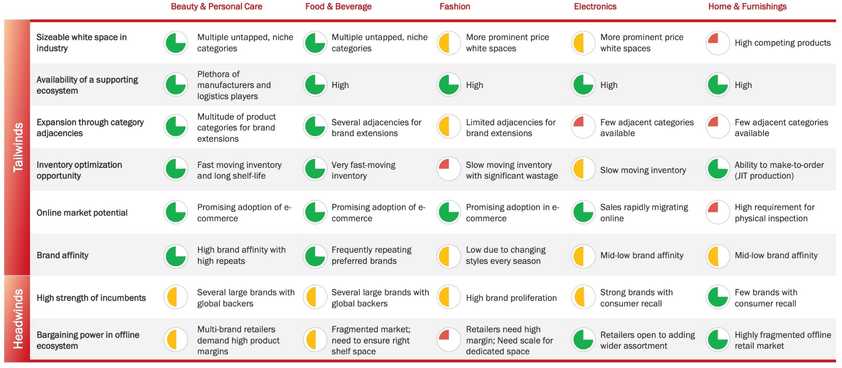 Beauty & Personal Care Food & Beverage Fashion Electronics Home & Furnishings
Tailwinds
Sizeable white space in
industry
Multiple untapped, niche
categories
Multiple untapped, niche
categories
More prominent price
white spaces
More prominent price
white spaces
High competing products
Availability of a supporting
ecosystem
Plethora of
manufacturers and
logistics players
High
High
High
High
Expansion through category
adjacencies
Multitude of product
categories for brand
extensions
Several adjacencies for
brand extensions
Limited adjacencies for
brand extensions
Few adjacent categories
available
Few adjacent categories
available
Inventory optimization
opportunity
Fast moving inventory
and long shelf-life
Very fast-moving
inventory
Slow moving inventory
with significant wastage
Slow moving inventory
Ability to make-to-order
(JIT production)
Online market potential
Promising adoption of e-
commerce
Promising adoption of e-
commerce
Promising adoption in e-
commerce
Sales rapidly migrating
online
High requirement for
physical inspection
Brand affinity
High brand affinity with
high repeats
Frequently repeating
preferred brands
Low due to changing
styles every season
Mid-low brand affinity
Mid-low brand affinity
Headwinds
High strength of incumbents
Several large brands with
global backers
Several large brands with
global backers
High brand proliferation
Strong brands with
consumer recall
Few brands with
consumer recall
Bargaining power in offline
ecosystem
Multi-brand retailers
demand high product
margins
Fragmented market;
need to ensure right
shelf space
Retailers need high
margin; Need scale for
dedicated space
Retailers open to adding
wider assortment
Highly fragmented offline
retail market